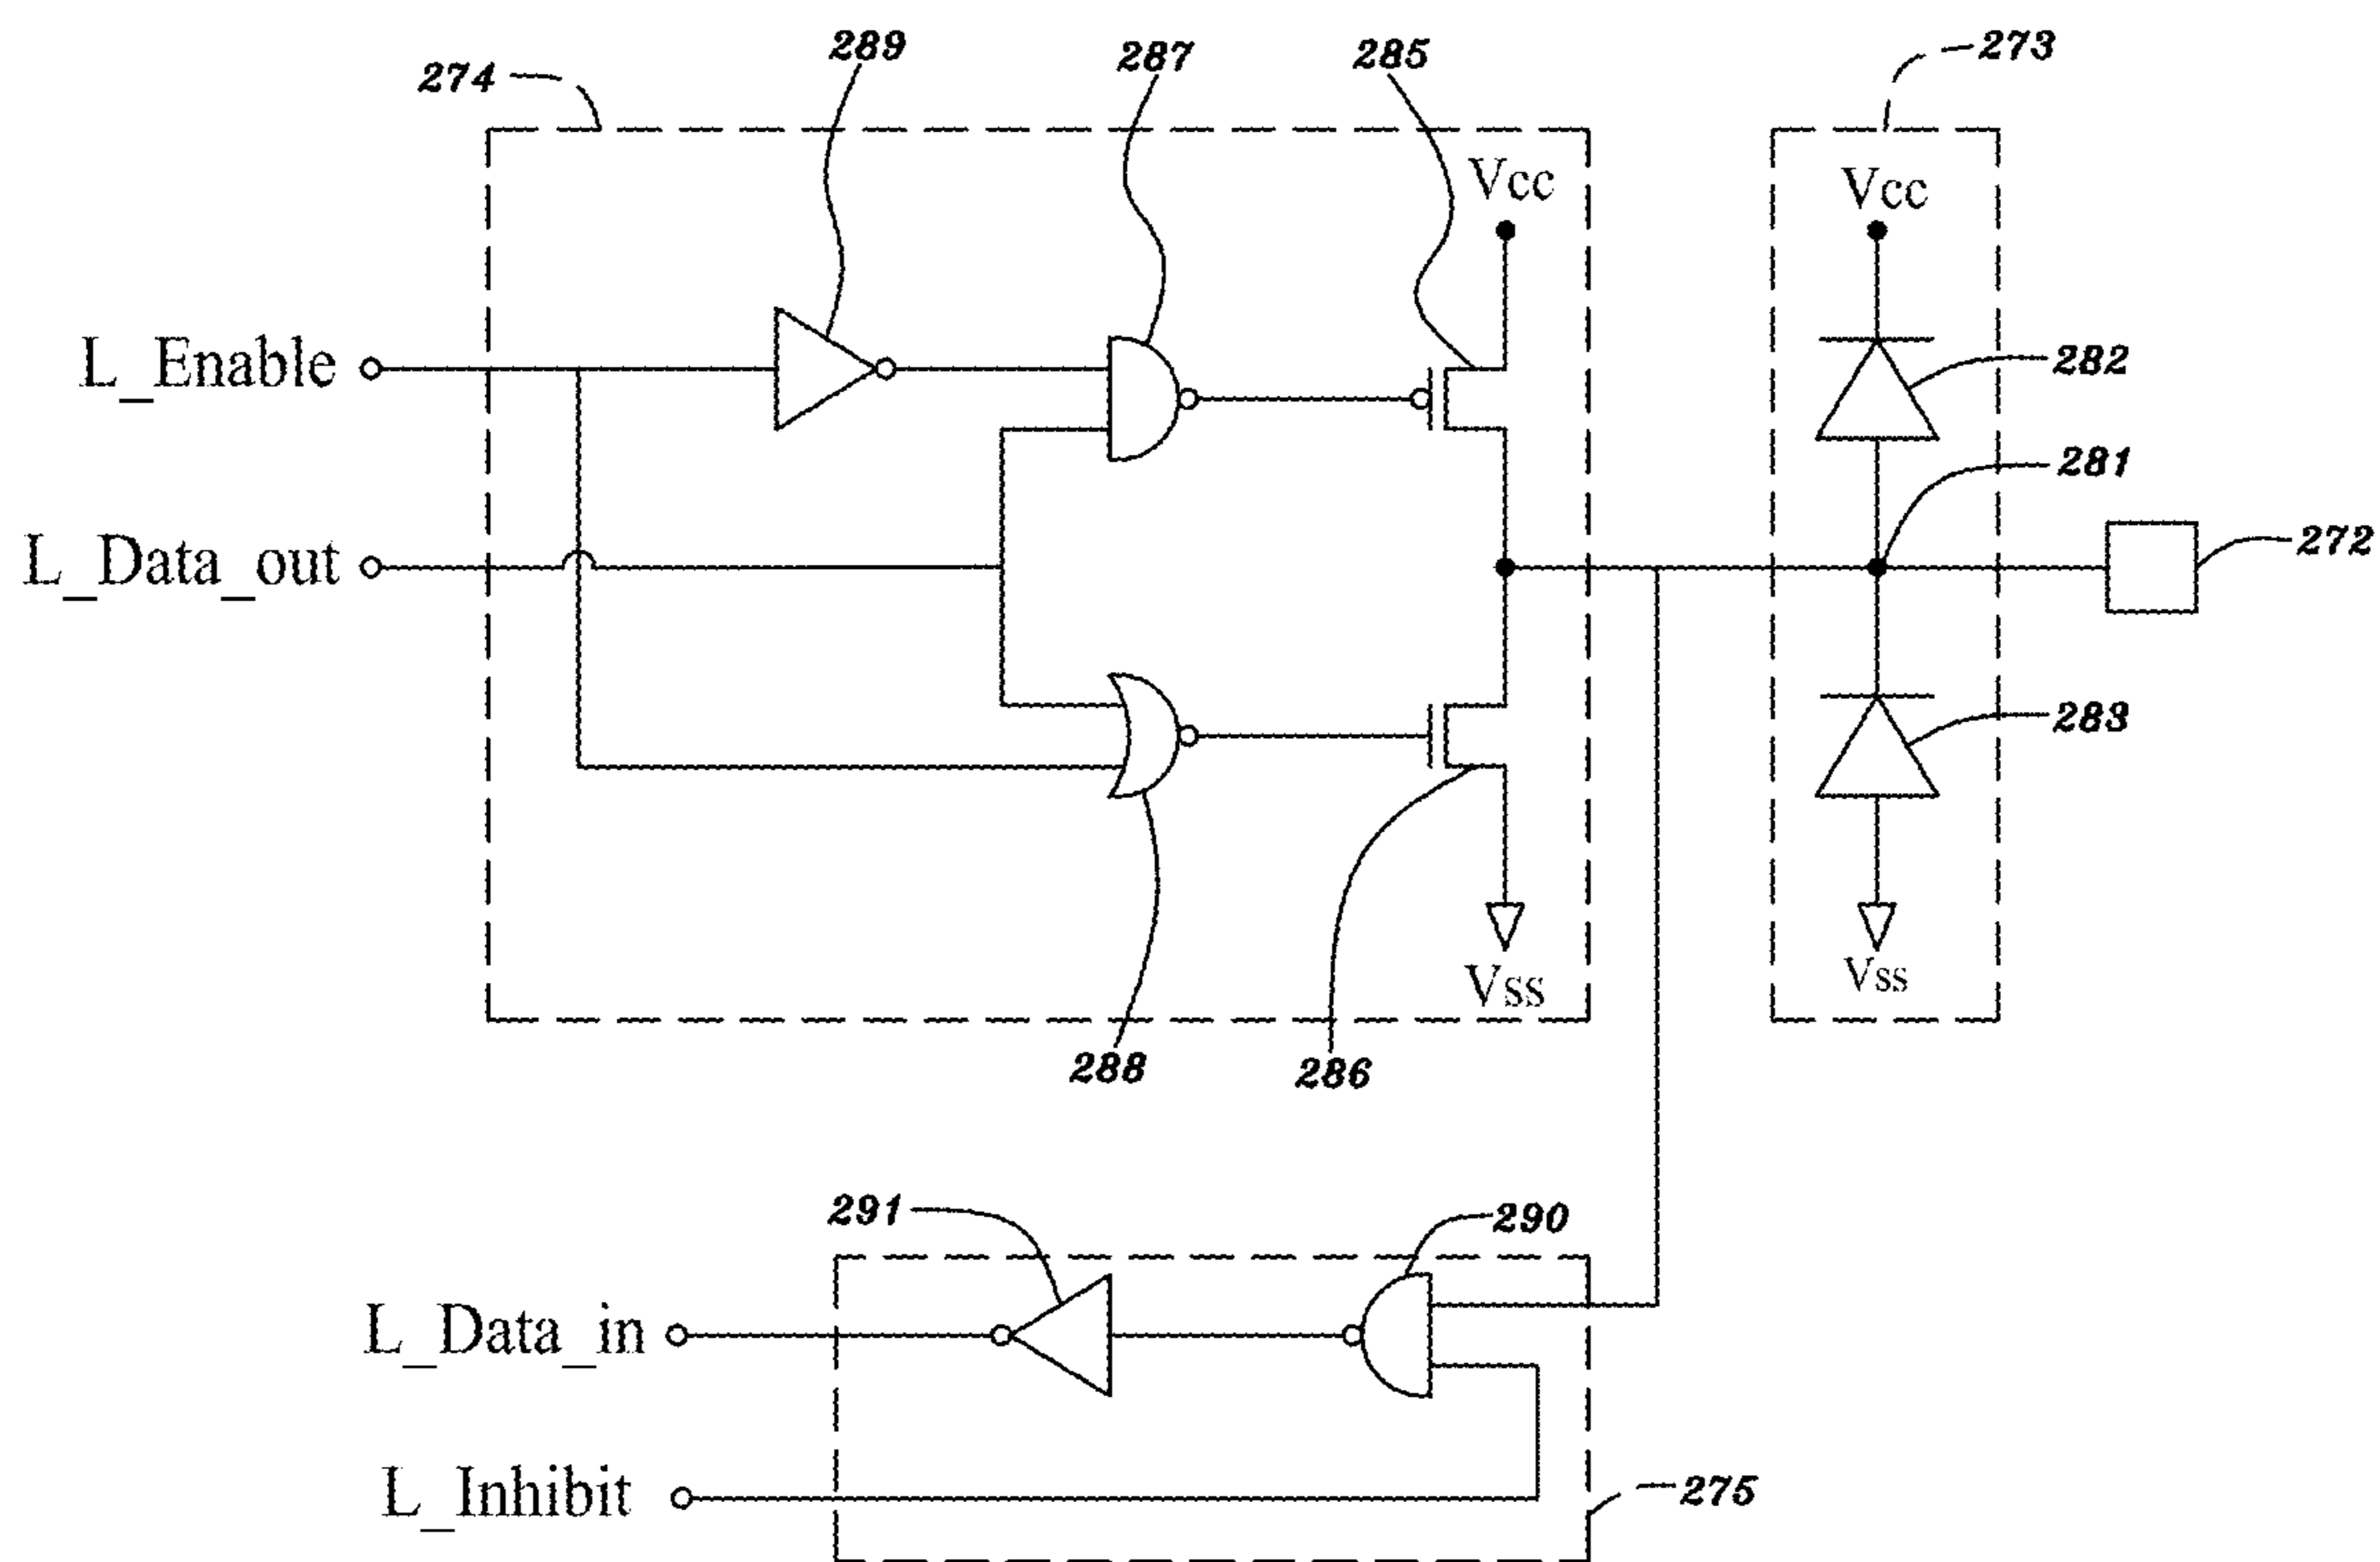 289
287
285
273
274
Vcc
Vcc
L_Enable
282
281
L_Data_out
272
283
Vss
Vss
288
286
291
290
L_Data_in
L_Inhibit
275